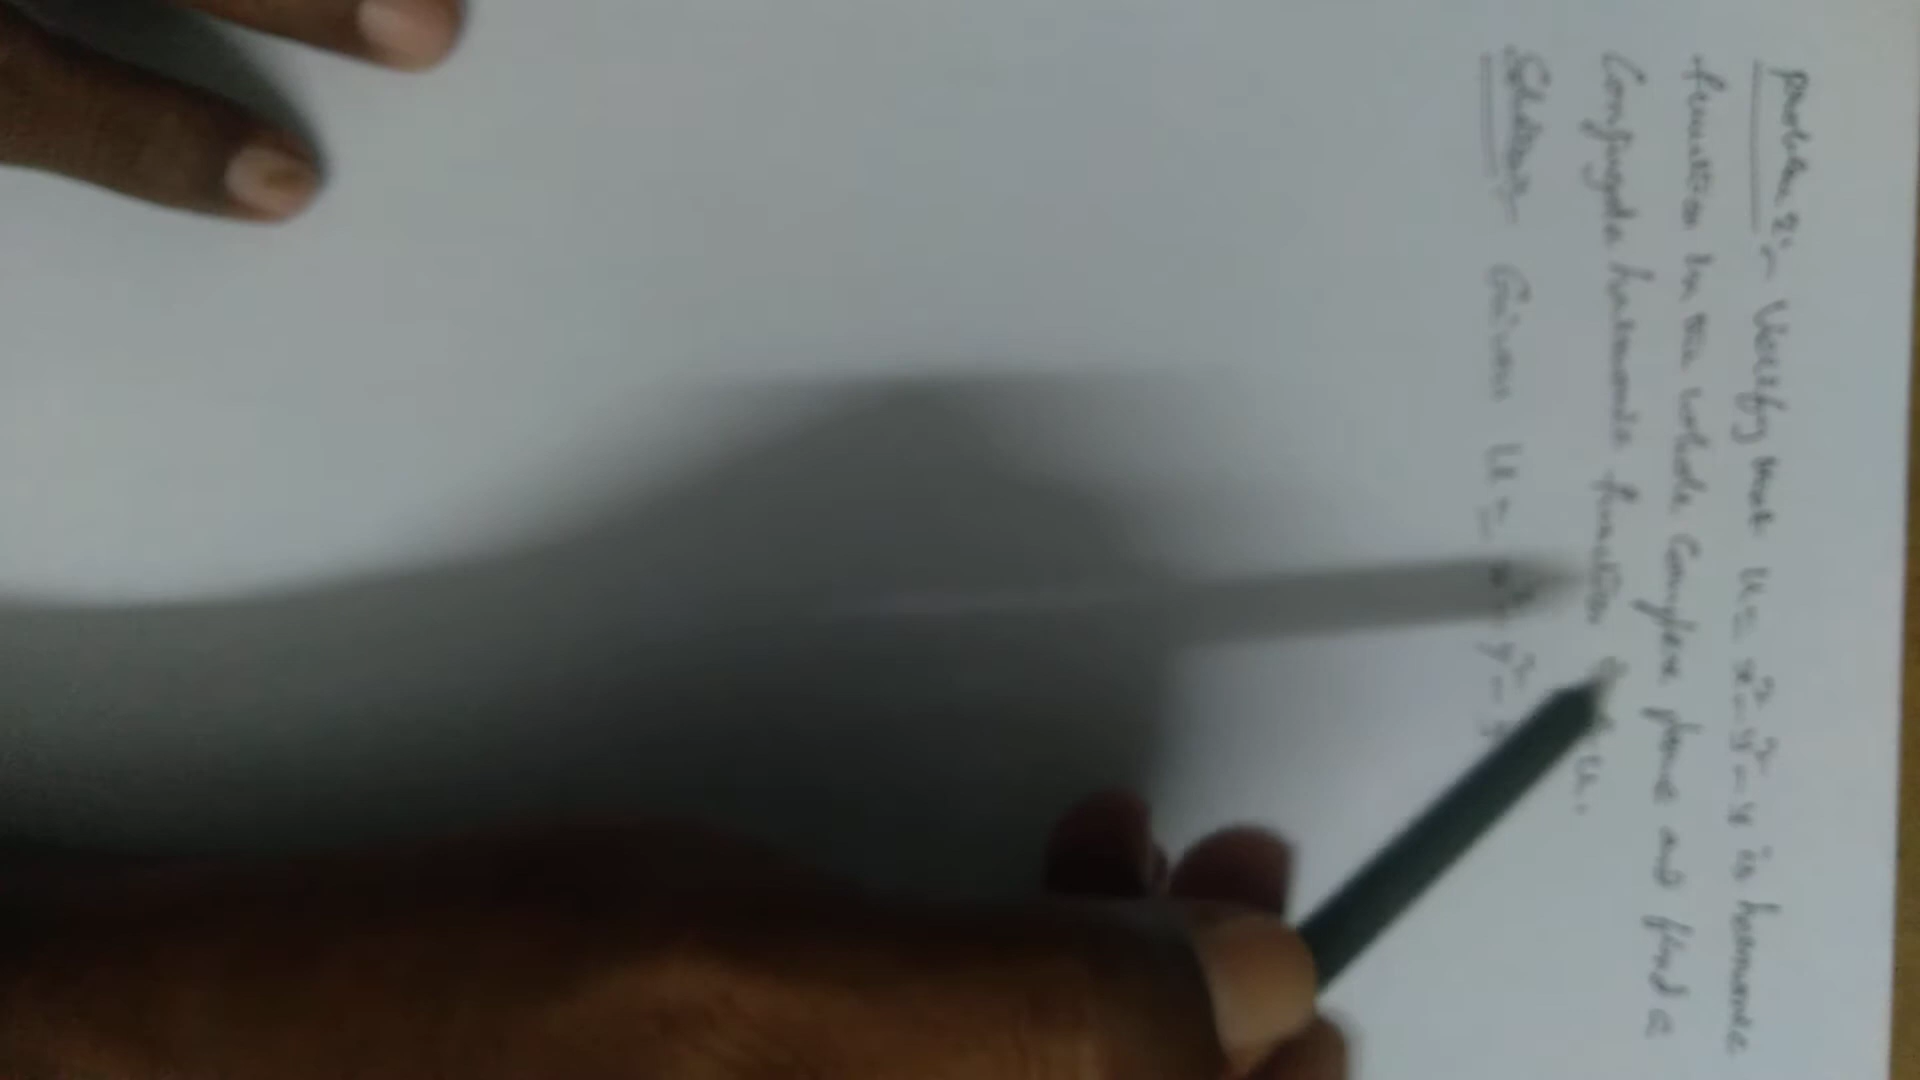 Problem 2:- Verify that u = x² - y² - y is harmonic
function in the whole complex plane and find a
Conjugate harmonic function u.
Solution Given u = x² - y² - y